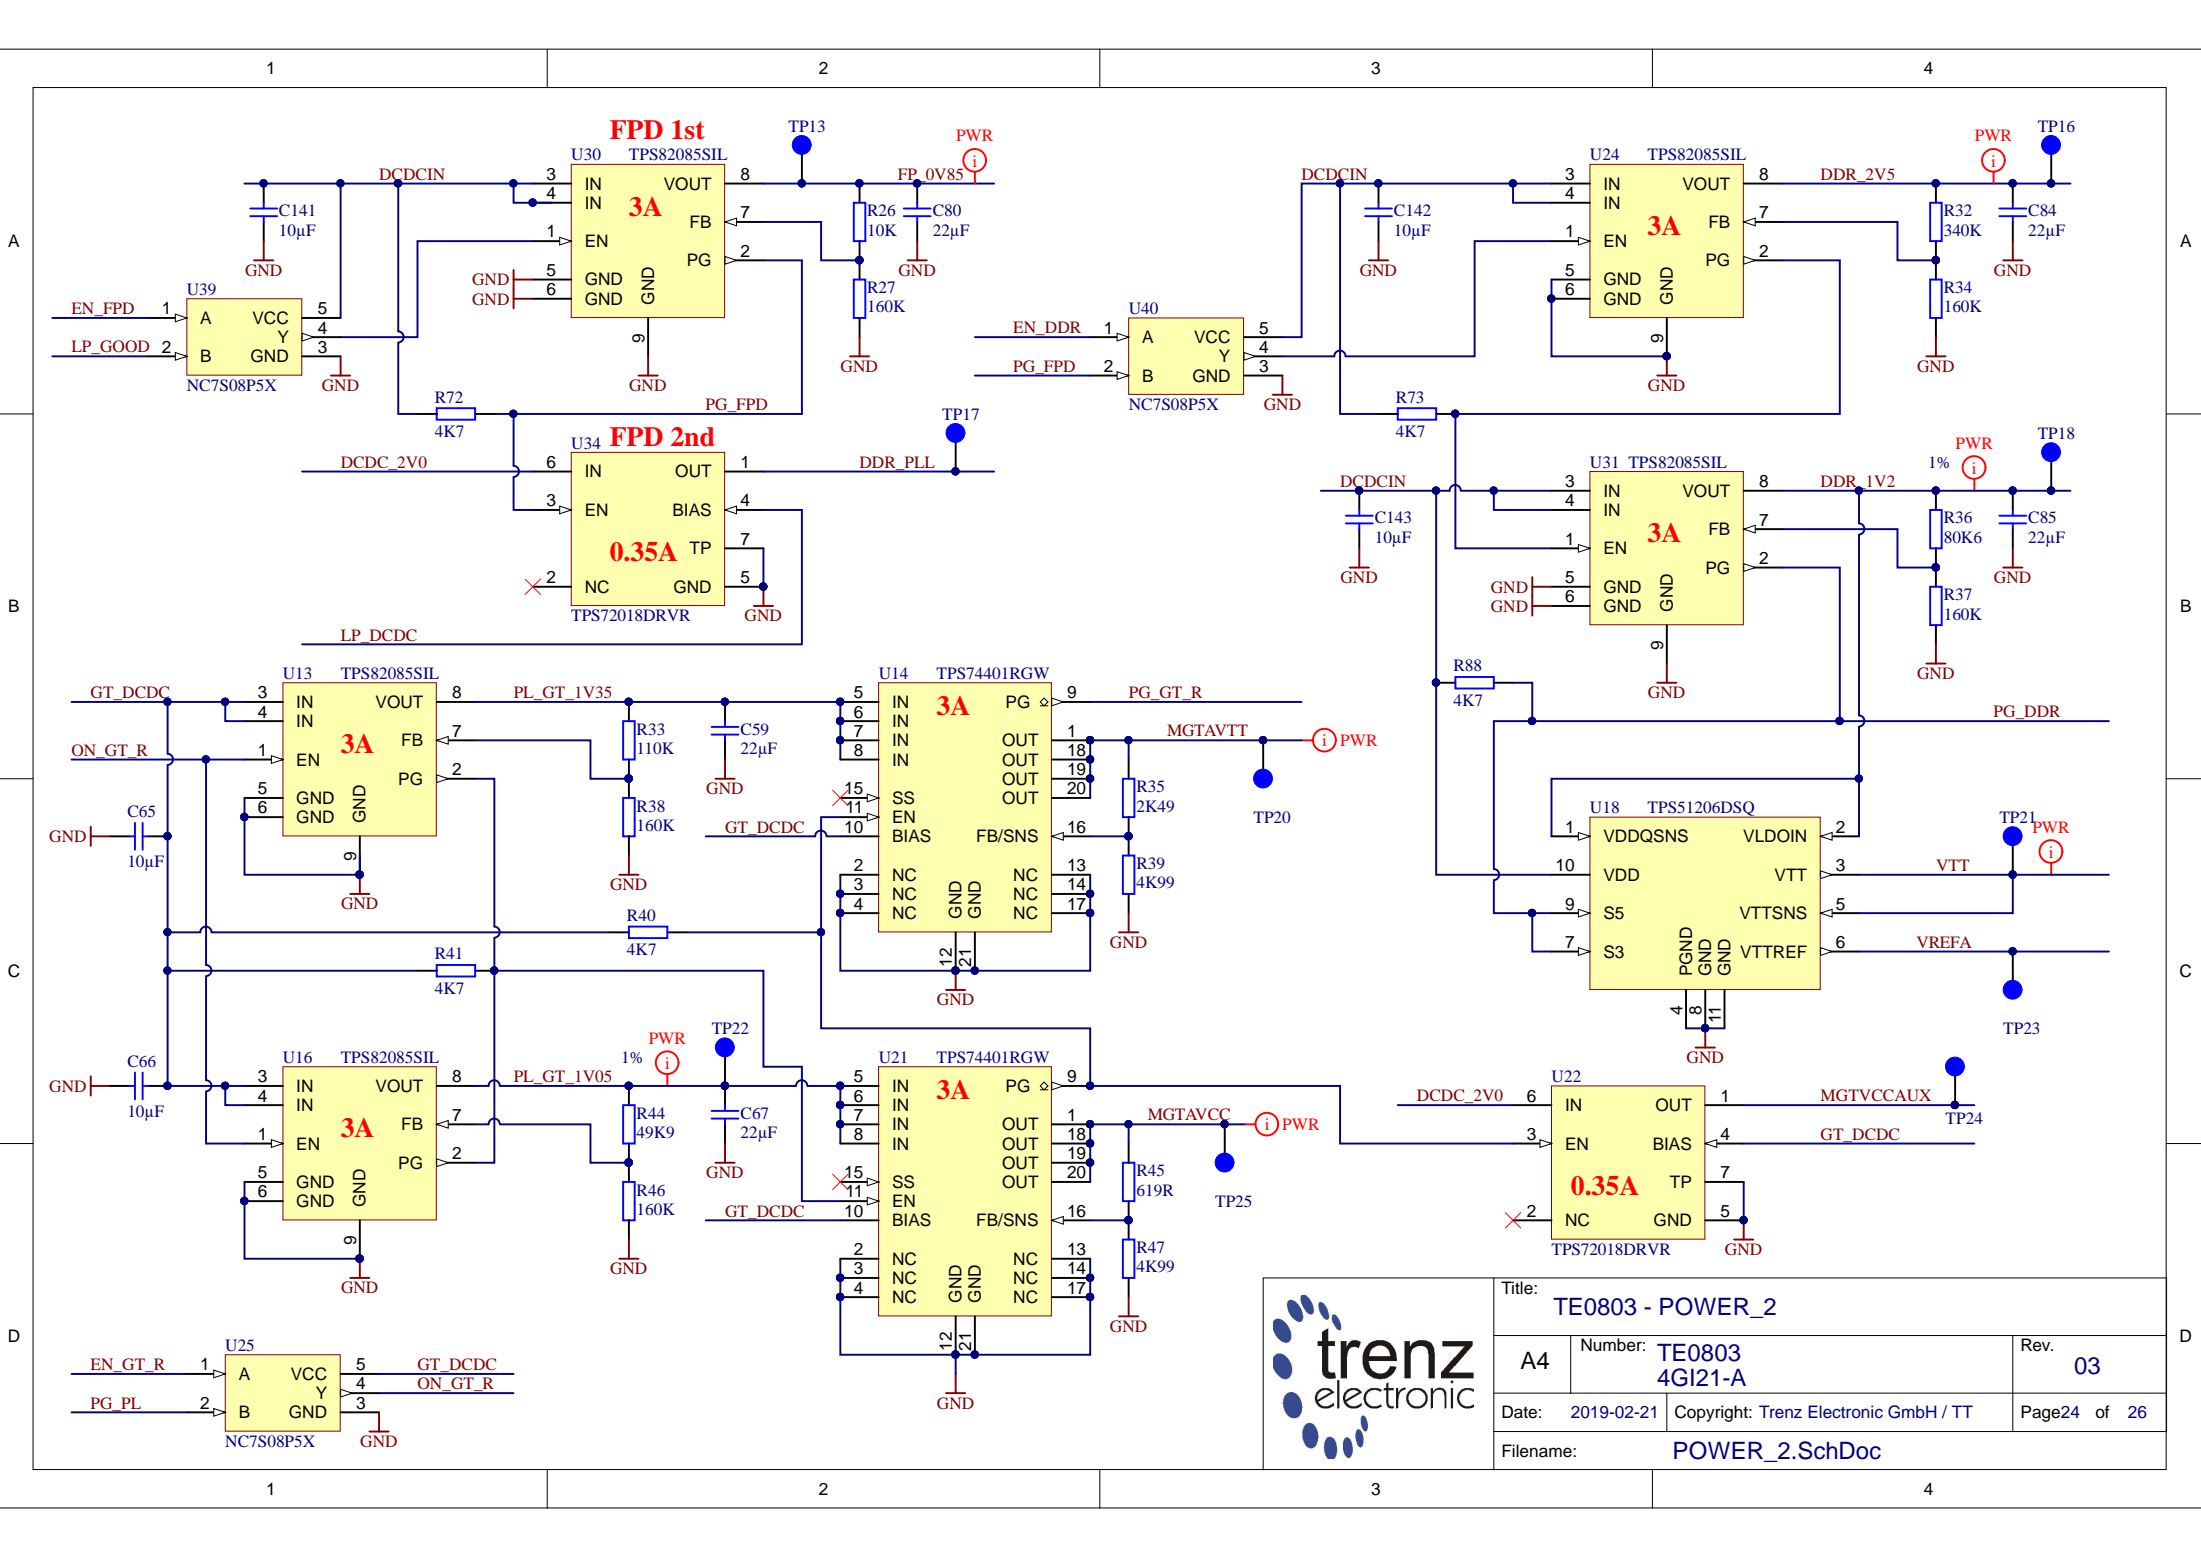 1 2 3 4
A A
B B
C C
D D
FPD 1st
U30 TPS82085SIL
TP13
PWR
DCDCIN
3 IN VOUT 8
4 IN
3A
FP_0V85
FB 7
1 EN
PG 2
5 GND
6 GND
GND
9
GND
GND
GND
C141
10µF
GND
R26
10K
C80
22µF
GND
R27
160K
GND
U39
EN_FPD 1 A VCC 5
Y 4
LP_GOOD 2 B GND 3
NC7S08P5X
GND
R72
4K7
PG_FPD
FPD 2nd
U34
TP17
DCDC_2V0 6 IN OUT 1 DDR_PLL
3 EN BIAS 4
0.35A TP 7
2 NC GND 5
TPS72018DRVR
GND
LP_DCDC
U24 TPS82085SIL
PWR
TP16
DCDCIN
3 IN VOUT 8 DDR_2V5
4 IN
3A
FB 7
1 EN
PG 2
5 GND
6 GND
GND
9
GND
C142
10µF
GND
R32
340K
C84
22µF
GND
R34
160K
GND
U40
EN_DDR 1 A VCC 5
Y 4
PG_FPD 2 B GND 3
NC7S08P5X
GND
R73
4K7
U31 TPS82085SIL
1%
PWR
TP18
DCDCIN
3 IN VOUT 8 DDR_1V2
4 IN
3A
FB 7
1 EN
PG 2
GND 5 GND
GND 6 GND
GND
9
GND
C143
10µF
GND
R36
80K6
C85
22µF
GND
R37
160K
GND
R88
4K7
PG_DDR
U13 TPS82085SIL
GT_DCDC 3 IN VOUT 8 PL_GT_1V35
4 IN
3A
FB 7
ON_GT_R 1 EN
PG 2
5 GND
6 GND
GND
9
GND
GND
C65
10µF
R33
110K
C59
22µF
GND
R38
160K
GND
U14 TPS74401RGW
3A
5 IN PG 9 PG_GT_R
6 IN
7 IN OUT 1 MGTAVTT
PWR
8 IN OUT 18
OUT 19
15 SS OUT 20
11 EN
GT_DCDC 10 BIAS FB/SNS 16
2 NC NC 13
3 NC NC 14
4 NC NC 17
GND
GND
12
21
GND
R35
2K49
R39
4K99
GND
TP20
R40
4K7
R41
4K7
U18 TPS51206DSQ
1 VDDQSNS VLDOIN 2
10 VDD VTT 3 VTT
9 S5 VTTSNS 5
7 S3 VTTREF 6 VREFA
PGND
GND
GND
4
8
11
GND
TP21
PWR
TP23
U16 TPS82085SIL
3 IN VOUT 8 PL_GT_1V05
4 IN
3A
FB 7
1 EN
PG 2
5 GND
6 GND
GND
9
GND
GND
C66
10µF
1%
PWR
TP22
R44
49K9
C67
22µF
GND
R46
160K
GND
U21 TPS74401RGW
3A
5 IN PG 9
6 IN
7 IN OUT 1 MGTAVCC
PWR
8 IN OUT 18
OUT 19
15 SS OUT 20
11 EN
GT_DCDC 10 BIAS FB/SNS 16
2 NC NC 13
3 NC NC 14
4 NC NC 17
GND
GND
12
21
GND
R45
619R
R47
4K99
GND
TP25
U22
DCDC_2V0 6 IN OUT 1 MGTVCCAUX
TP24
3 EN BIAS 4 GT_DCDC
0.35A TP 7
2 NC GND 5
TPS72018DRVR
GND
U25
EN_GT_R 1 A VCC 5 GT_DCDC
Y 4 ON_GT_R
PG_PL 2 B GND 3
NC7S08P5X
GND
trenz
electronic
Title:
TE0803 - POWER_2
A4
Number: TE0803
4GI21-A
Rev.
03
Date: 2019-02-21
Copyright: Trenz Electronic GmbH / TT
Page24 of 26
Filename: POWER_2.SchDoc
1 2 3 4